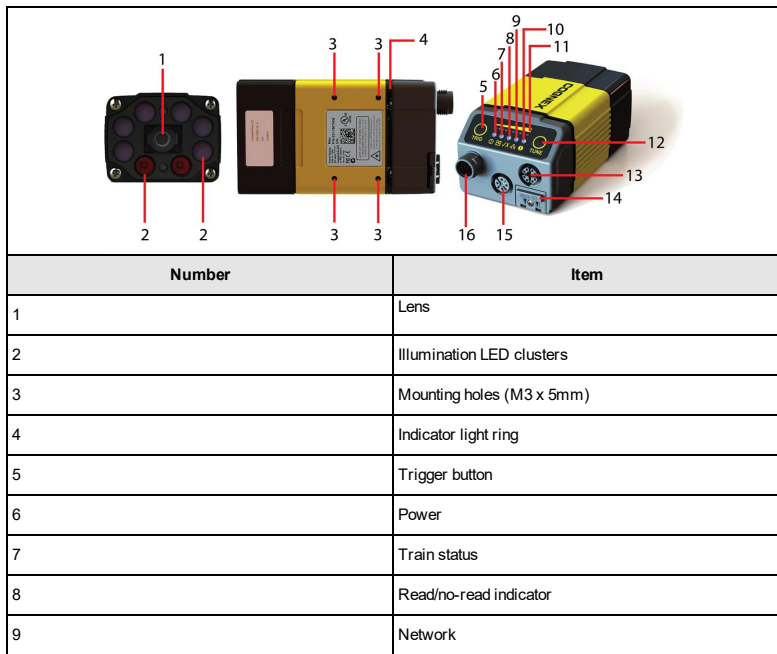 9
8
10
7
11
6
1
3
3
4
5
COGNEX
TRIG
TUNE
12
13
14
2
2
3
3
16
15
Number Item
1 Lens
2 Illumination LED clusters
3 Mounting holes (M3 x 5mm)
4 Indicator light ring
5 Trigger button
6 Power
7 Train status
8 Read/no-read indicator
9 Network